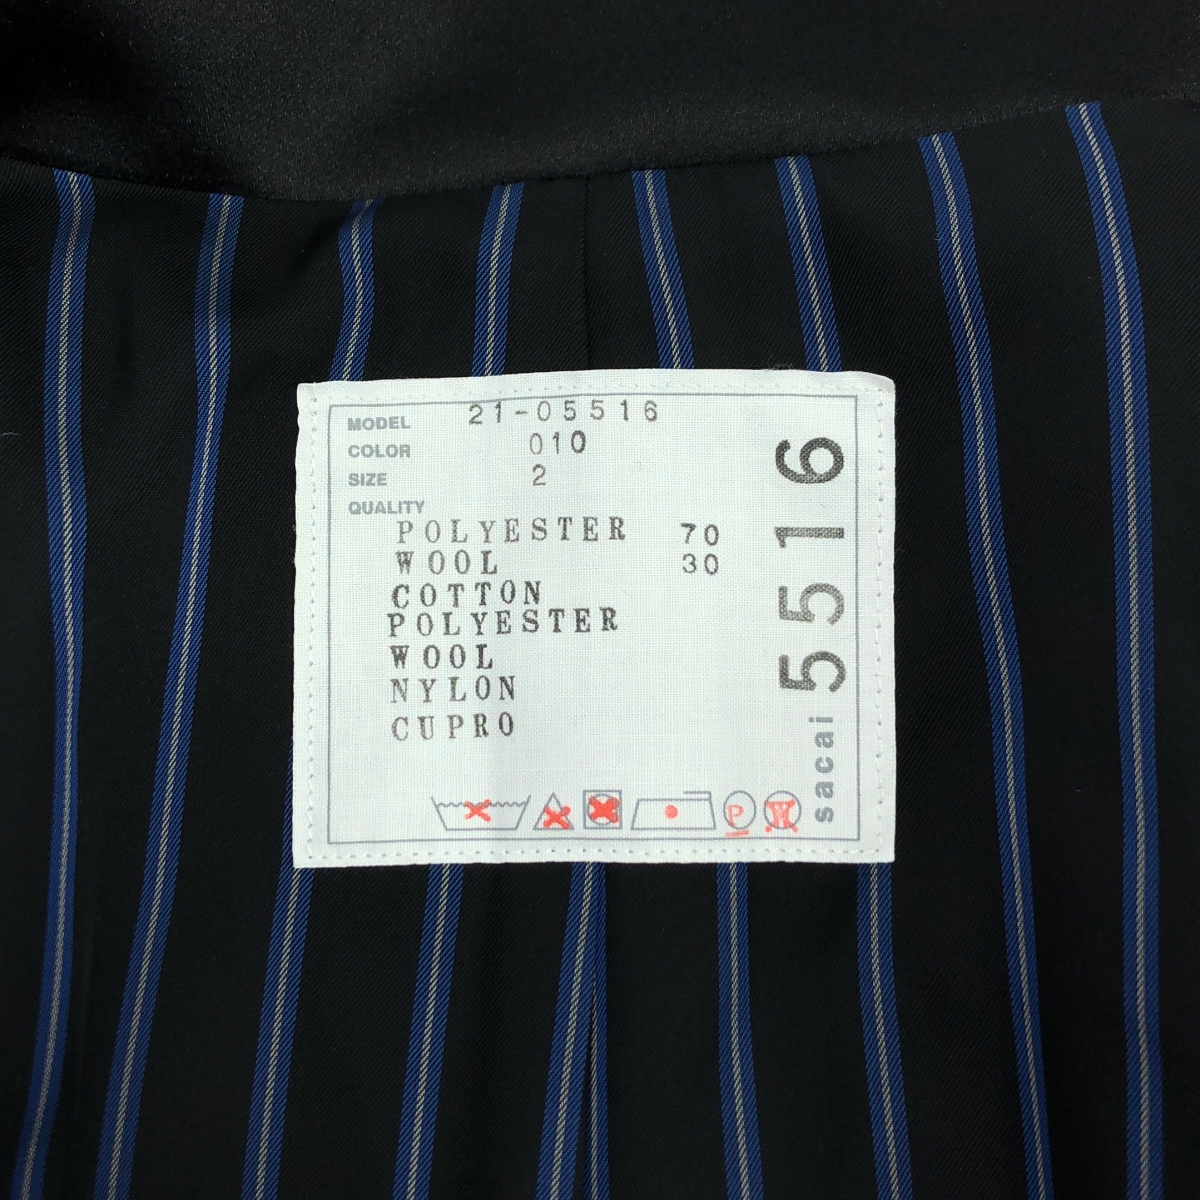 MODEL 21-05516
COLOR 010
SIZE 2
QUALITY
POLYESTER 70
WOOL 30
COTTON
POLYESTER
WOOL
NYLON
CUPRO
P
W
sacai 5516